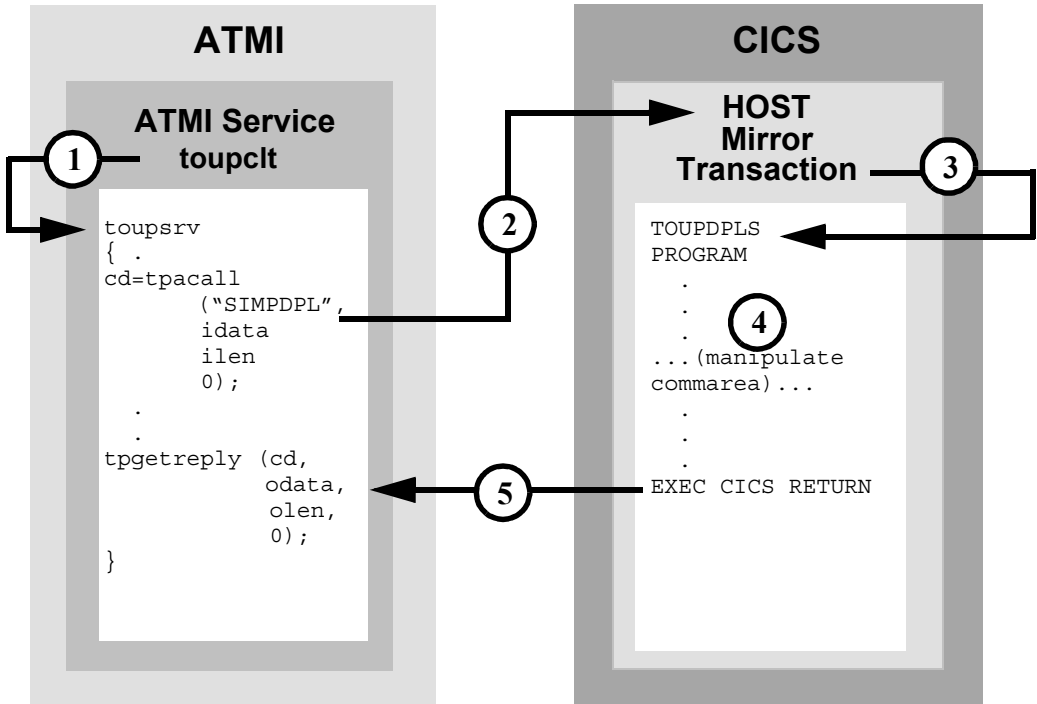 ATMI
ATMI Service
toupclt
1
toupsrv
{ .
cd=tpacall
(“SIMPDPL”,
idata
ilen
0);
.
.
tpgetreply (cd,
odata,
olen,
0);
}
2
5
CICS
HOST
Mirror
Transaction
3
TOUPDPLS
PROGRAM
.
.
.
4
...(manipulate
commarea)...
.
.
.
EXEC CICS RETURN